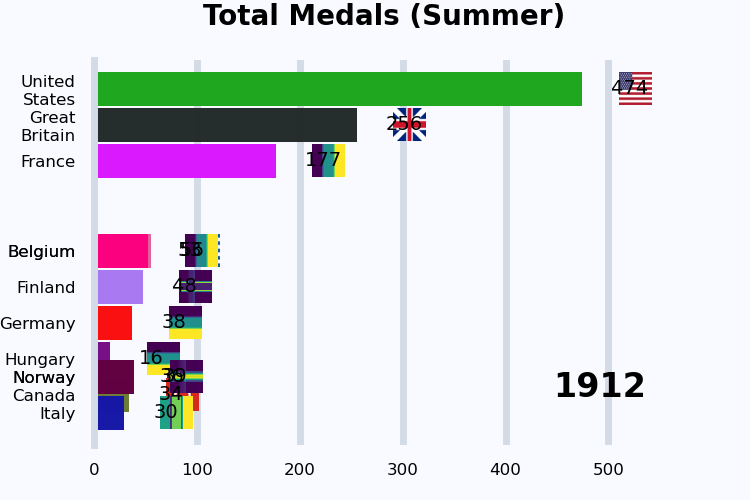 Total Medals (Summer)
United
States
474
Great
Britain
256
France
177
Belgium
Finland
48
Germany
38
Hungary
16
Norway
Canada
34
Italy
30
1912
0 100 200 300 400 500